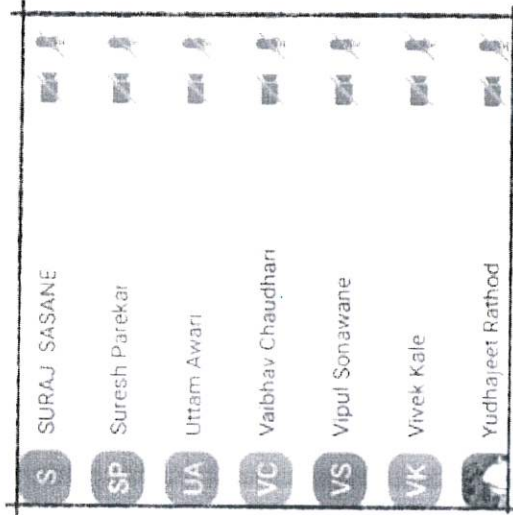 S SURAJ SASANE
SP Suresh Parekar
UA Uttam Awari
VC Vaibhav Chaudhari
VS Vipul Sonawane
VK Vivek Kale
Yudhajeet Rathod